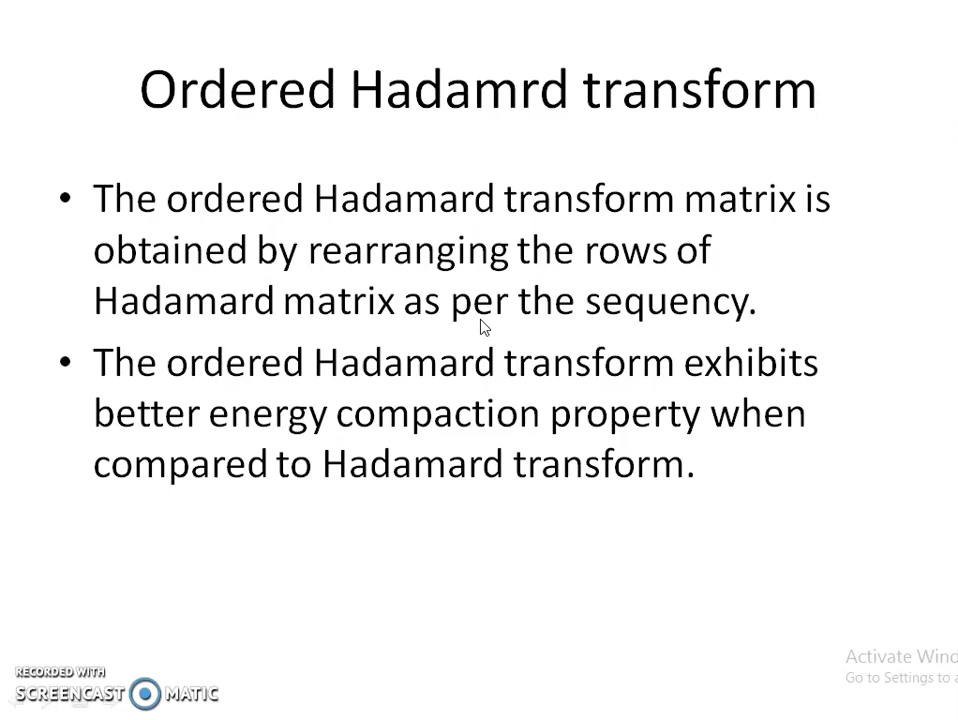 Ordered Hadamrd transform
• The ordered Hadamard transform matrix is
obtained by rearranging the rows of
Hadamard matrix as per the sequency.
• The ordered Hadamard transform exhibits
better energy compaction property when
compared to Hadamard transform.
Activate Wind
Go to Settings to a
RECORDED WITH
SCREENCAST MATIC